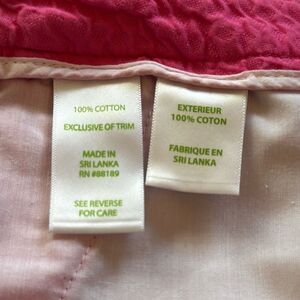 100% COTTON
EXCLUSIVE OF TRIM
MADE IN
SRI LANKA
RN #88189
SEE REVERSE
FOR CARE
EXTERIEUR
100% COTON
FABRIQUE EN
SRI LANKA